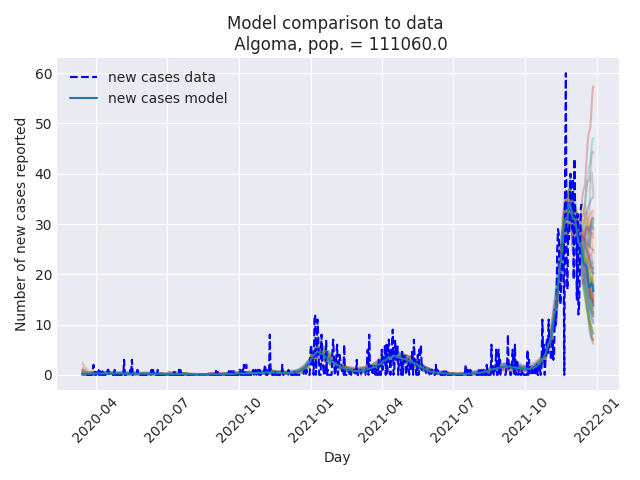 Model comparison to data
Algoma, pop. = 111060.0
new cases data
new cases model
Number of new cases reported
60
50
40
30
20
10
0
2020-04
2020-07
2020-10
2021-01
2021-04
2021-07
2021-10
2022-01
Day